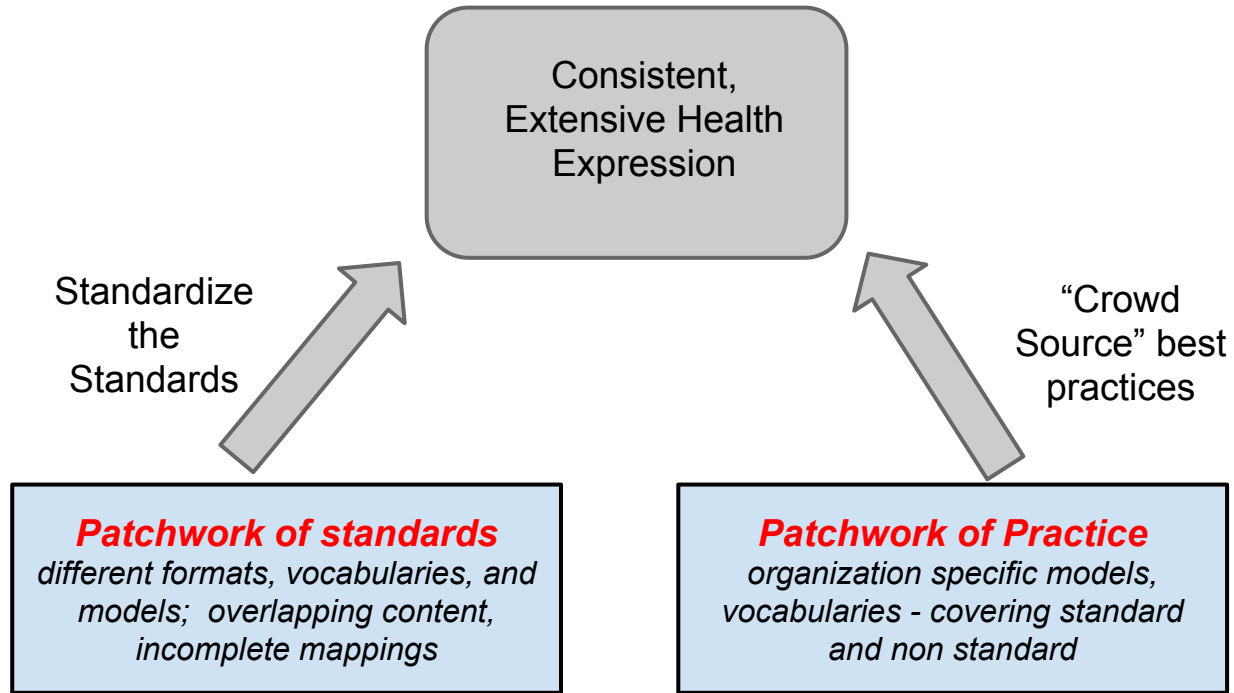 Consistent,
Extensive Health
Expression
Standardize
the
Standards
“Crowd
Source” best
practices
Patchwork of standards
different formats, vocabularies, and
models;  overlapping content,
incomplete mappings
Patchwork of Practice
organization specific models,
vocabularies - covering standard
and non standard